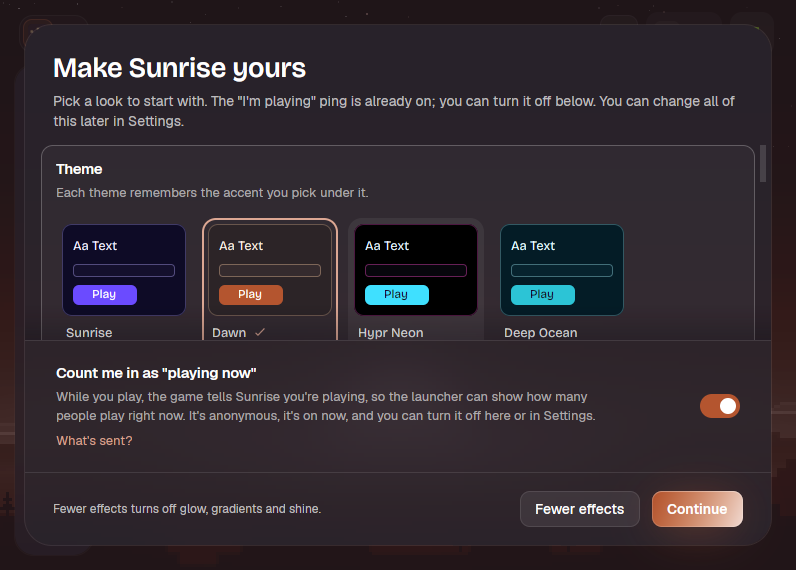 Make Sunrise yours
Pick a look to start with. The "I'm playing" ping is already on; you can turn it off below. You can change all of
this later in Settings.
Theme
Each theme remembers the accent you pick under it.
Aa Text
Aa Text
Aa Text
Aa Text
Play
Play
Play
Play
Sunrise
Dawn
Hypr Neon
Deep Ocean
Count me in as "playing now"
While you play, the game tells Sunrise you're playing, so the launcher can show how many
people play right now. It's anonymous, it's on now, and you can turn it off here or in Settings.
What's sent?
Fewer effects turns off glow, gradients and shine.
Fewer effects
Continue